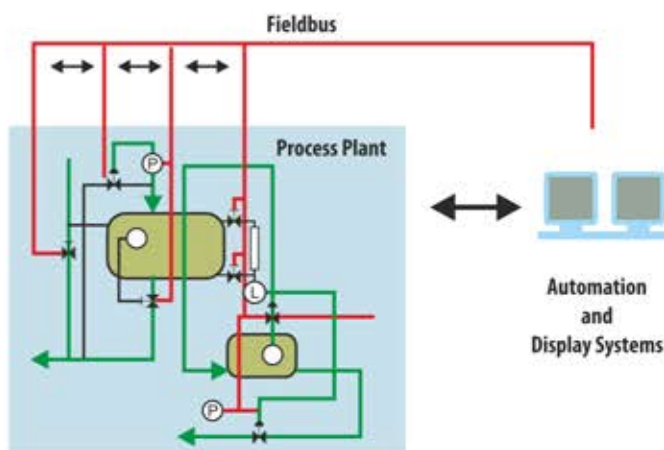 Fieldbus
Process Plant
P
L
P
Automation
and
Display Systems